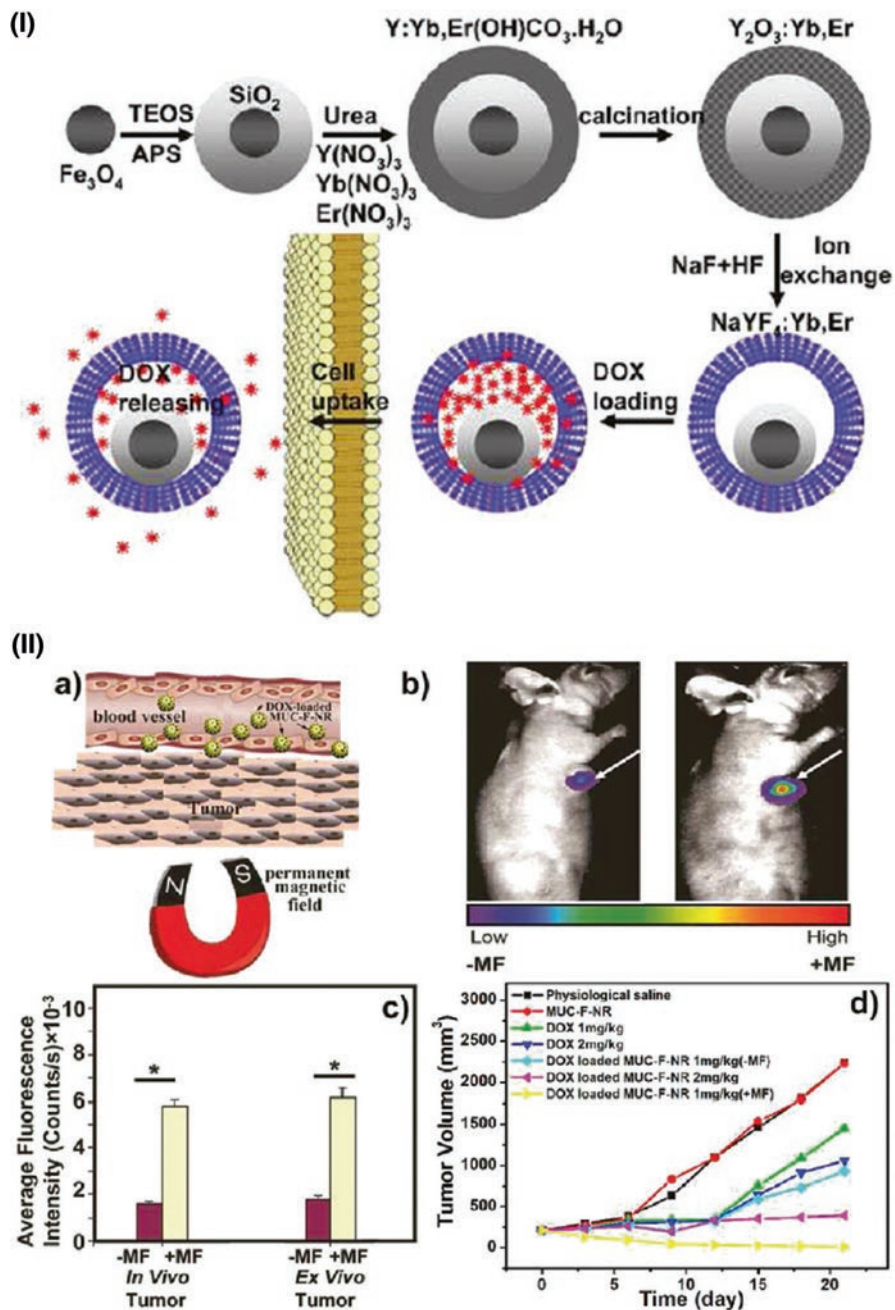 (I)
Y:Yb,Er(OH)CO₃.H₂O
Y₂O₃:Yb,Er
TEOS
APS
SiO₂
Fe₃O₄
Urea
Y(NO₃)₃
Yb(NO₃)₃
Er(NO₃)₃
calcination
NaF+HF
Ion
exchange
NaYF₄:Yb,Er
DOX
loading
Cell
uptake
DOX
releasing
(II)
a)
blood vessel
DOX-loaded
MUC-F-NR
Tumor
N
S
permanent
magnetic
field
b)
Low
High
-MF
+MF
c)
Average Fluorescence
Intensity (Counts/s)×10⁻³
10
8
6
4
2
0
*
*
-MF +MF
In Vivo
Tumor
-MF +MF
Ex Vivo
Tumor
d)
Tumor Volume (mm³)
3000
2500
2000
1500
1000
500
0
Physiological saline
MUC-F-NR
DOX 1mg/kg
DOX 2mg/kg
DOX loaded MUC-F-NR 1mg/kg(-MF)
DOX loaded MUC-F-NR 2mg/kg
DOX loaded MUC-F-NR 1mg/kg(+MF)
0
5
10
15
20
Time (day)